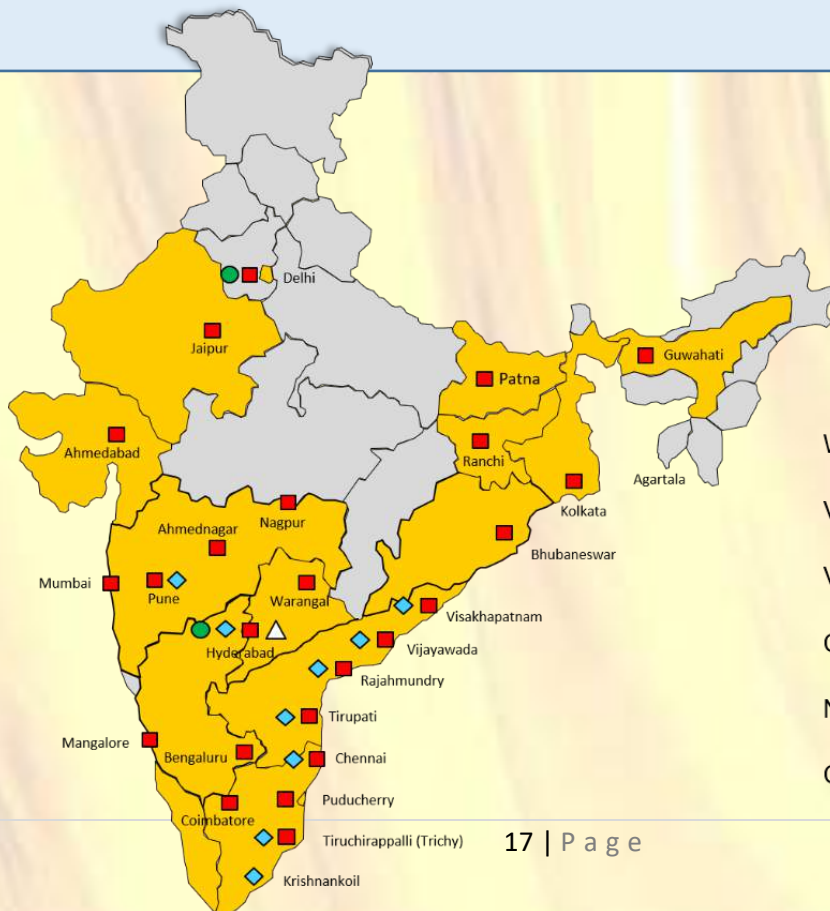 Delhi
Jaipur
Guwahati
Patna
Ahmedabad
Ranchi
Agartala
Kolkata
Nagpur
Ahmednagar
Bhubaneswar
Mumbai
Pune
Warangal
Visakhapatnam
Hyderabad
Vijayawada
Rajahmundry
Tirupati
Mangalore
Bengaluru
Chennai
Puducherry
Coimbatore
Tiruchirappalli (Trichy)
17 | Page
Krishnankoil